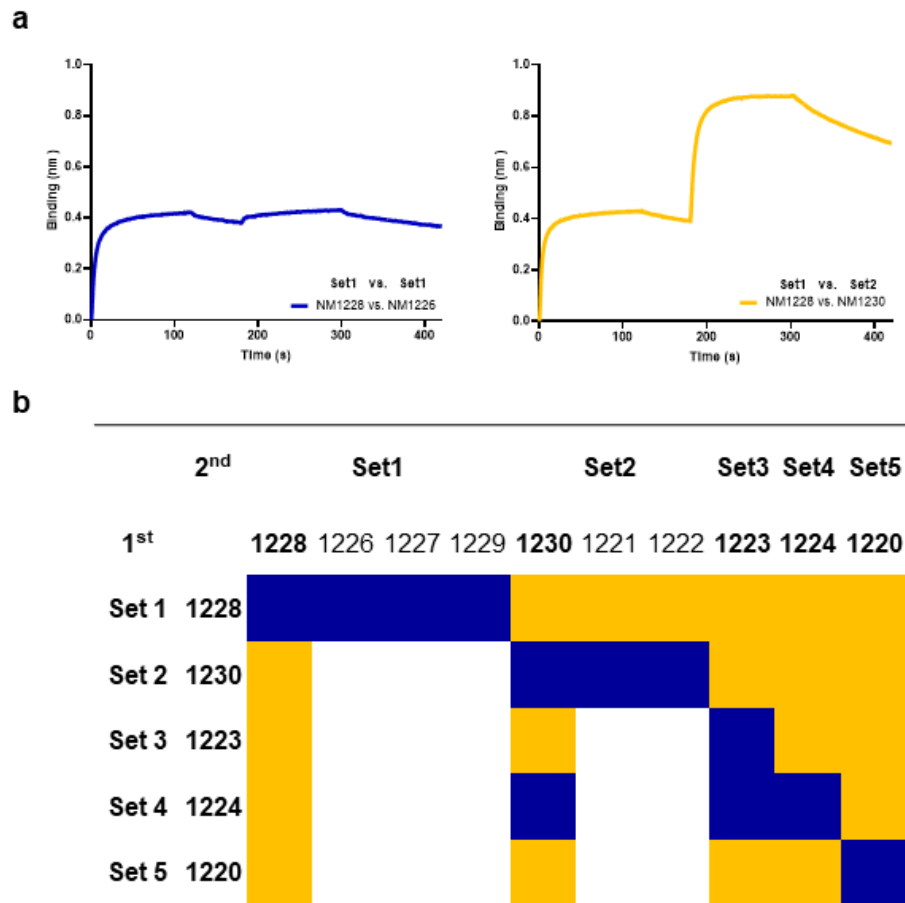 a
1.0
0.8
0.6
0.4
0.2
0.0
Binding (nm )
0 100 200 300 400
Time (s)
Set1 vs. Set1
NM1228 vs. NM1226
1.0
0.8
0.6
0.4
0.2
0.0
Binding (nm )
0 100 200 300 400
Time (s)
Set1 vs. Set2
NM1228 vs. NM1230
b
2nd Set1 Set2 Set3 Set4 Set5
1st 1228 1226 1227 1229 1230 1221 1222 1223 1224 1220
Set 1 1228
Set 2 1230
Set 3 1223
Set 4 1224
Set 5 1220